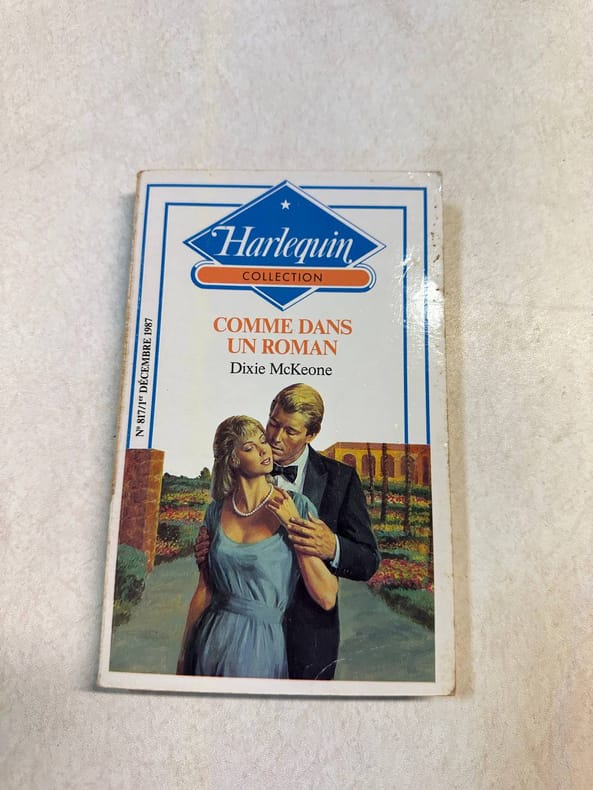 Harlequin
COLLECTION
COMME DANS
UN ROMAN
Dixie McKeone
N° 817/1er DÉCEMBRE 1987